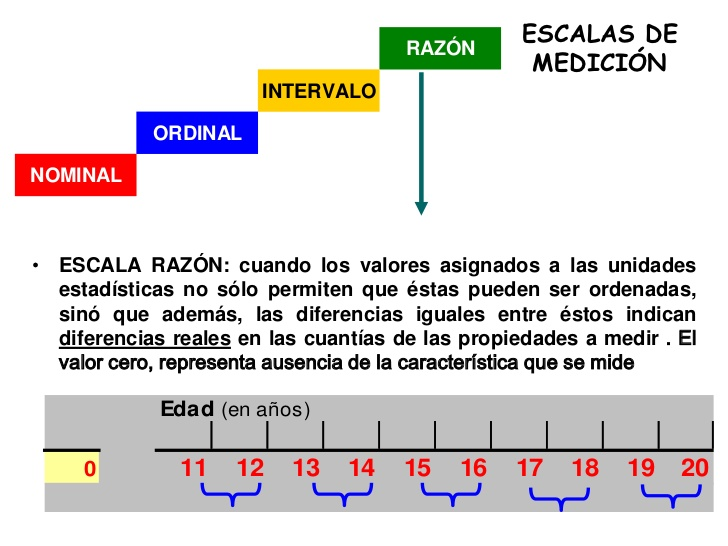 ESCALAS DE
MEDICIÓN
RAZÓN
INTERVALO
ORDINAL
NOMINAL
• ESCALA RAZÓN: cuando los valores asignados a las unidades
estadísticas no sólo permiten que éstas pueden ser ordenadas,
sinó que además, las diferencias iguales entre éstos indican
diferencias reales en las cuantías de las propiedades a medir . El
valor cero, representa ausencia de la característica que se mide
Edad (en años)
0 11 12 13 14 15 16 17 18 19 20